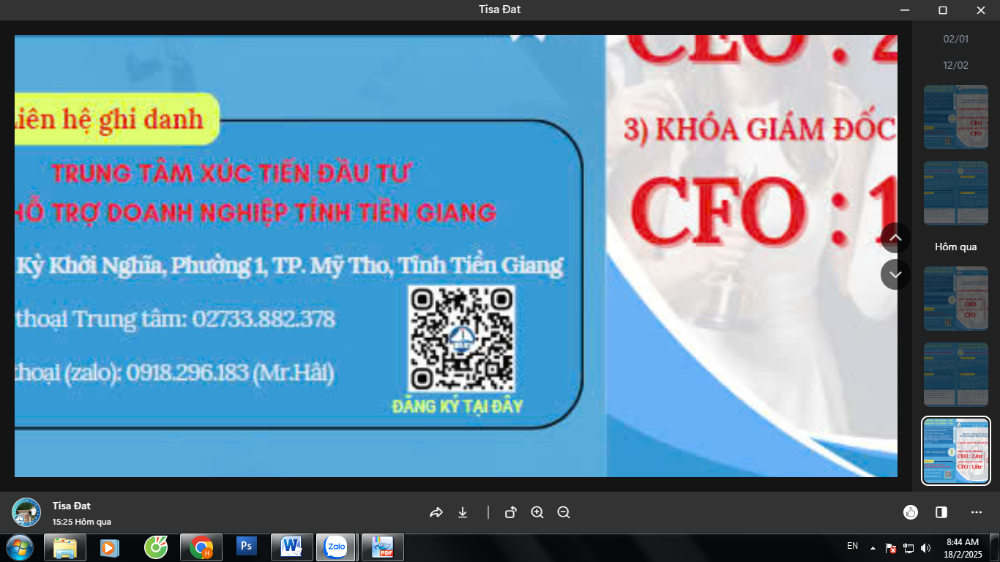 Tisa Đat
02/01
12/02
Hôm qua
CEO : 2
Liên hệ ghi danh
3) KHÓA GIÁM ĐỐC
TRUNG TÂM XÚC TIẾN ĐẦU TƯ
HỖ TRỢ DOANH NGHIỆP TỈNH TIỀN GIANG
CFO : 1
Kỳ Khởi Nghĩa, Phường 1, TP. Mỹ Tho, Tỉnh Tiền Giang
thoại Trung tâm: 02733.882.378
thoại (zalo): 0918.296.183 (Mr.Hải)
ĐĂNG KÝ TẠI ĐÂY
CEO : 2,4tr
CFO : 1,8tr
Tisa Đat
15:25 Hôm qua
Ps
W
Zalo
PDF
EN
8:44 AM
18/2/2025